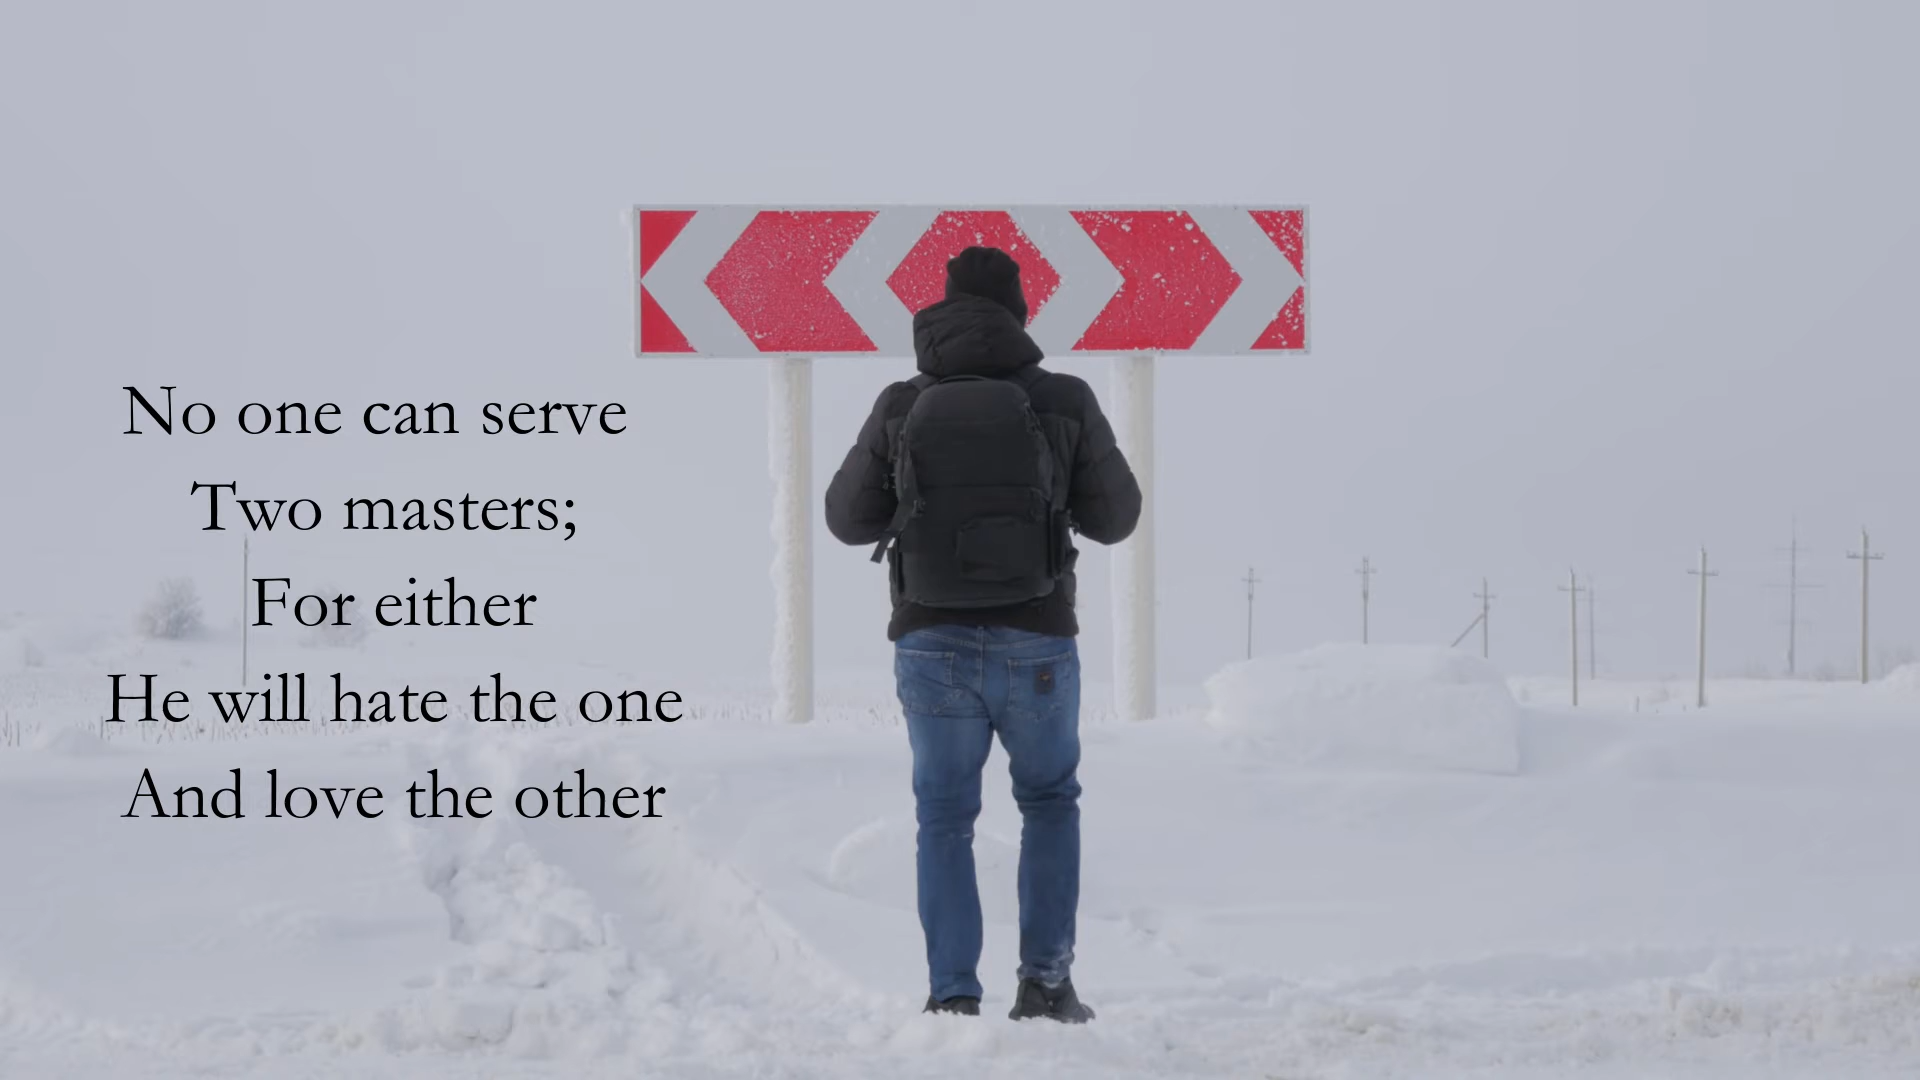 No one can serve
Two masters;
For either
He will hate the one
And love the other